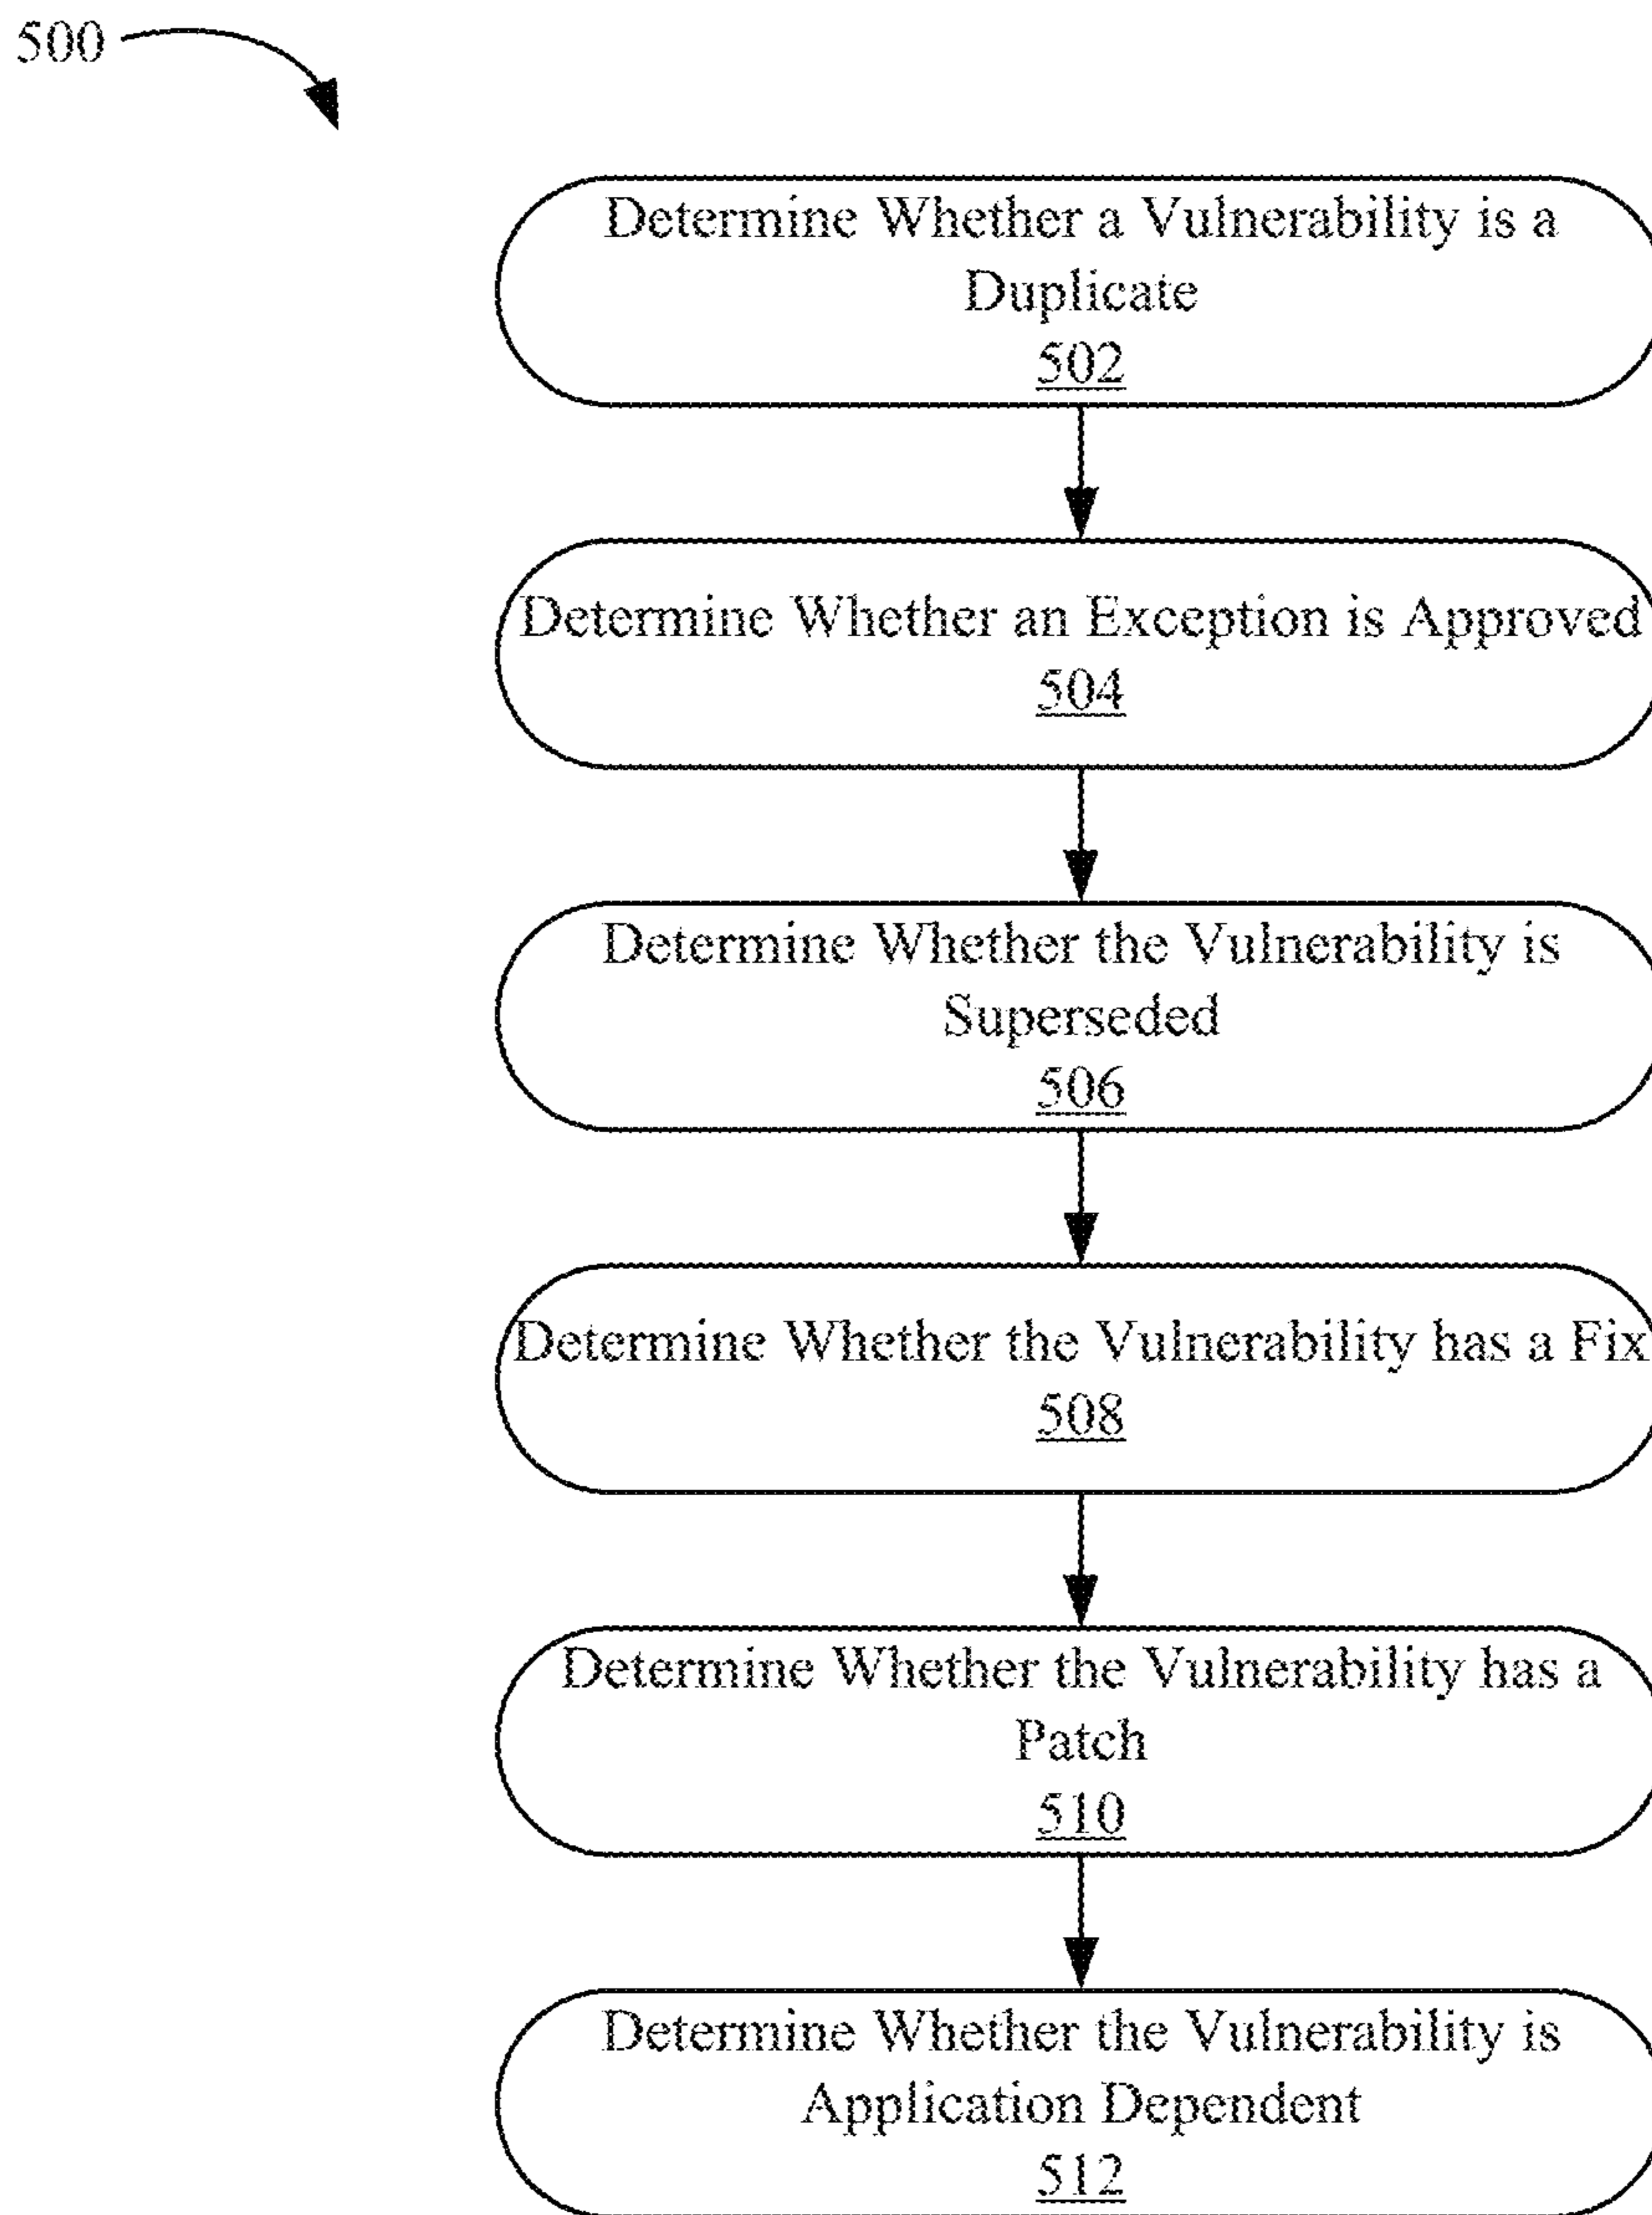 500
Determine Whether a Vulnerability is a
Duplicate
502
Determine Whether an Exception is Approved
504
Determine Whether the Vulnerability is
Superseded
506
Determine Whether the Vulnerability has a Fix
508
Determine Whether the Vulnerability has a
Patch
510
Determine Whether the Vulnerability is
Application Dependent
512